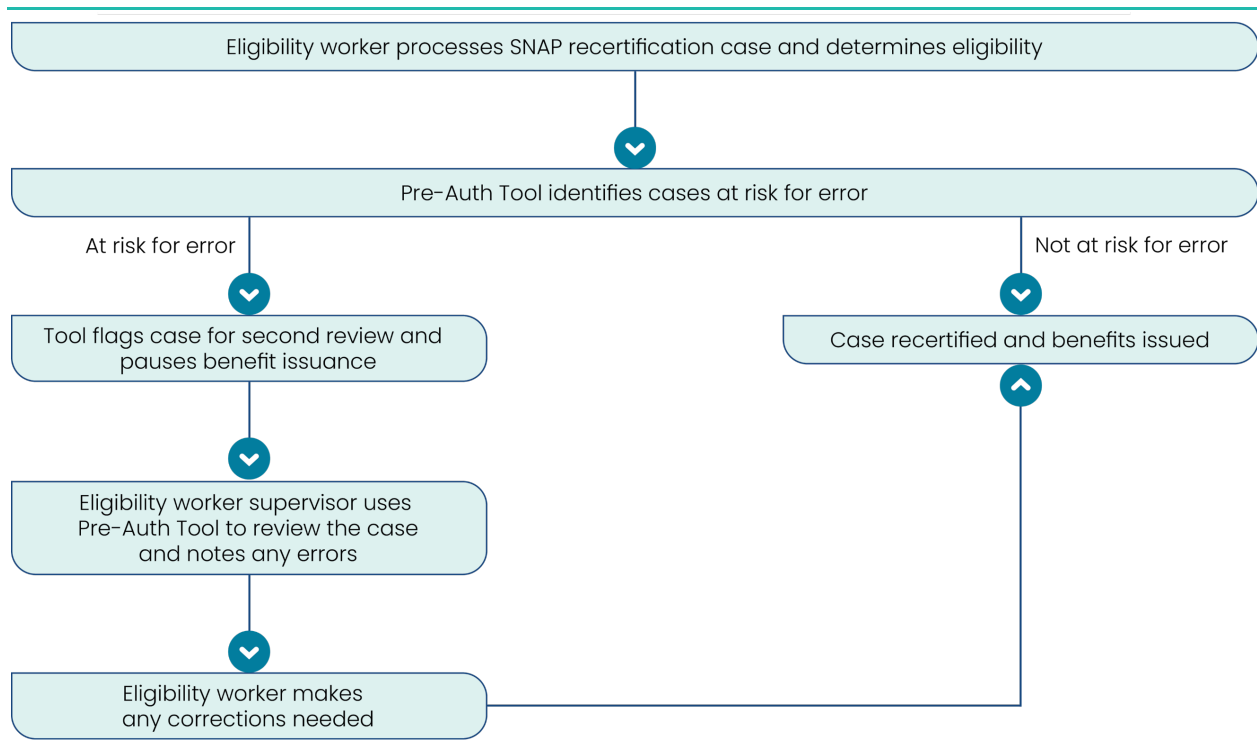 Eligibility worker processes SNAP recertification case and determines eligibility
Pre-Auth Tool identifies cases at risk for error
At risk for error
Not at risk for error
Tool flags case for second review and
pauses benefit issuance
Case recertified and benefits issued
Eligibility worker supervisor uses
Pre-Auth Tool to review the case
and notes any errors
Eligibility worker makes
any corrections needed